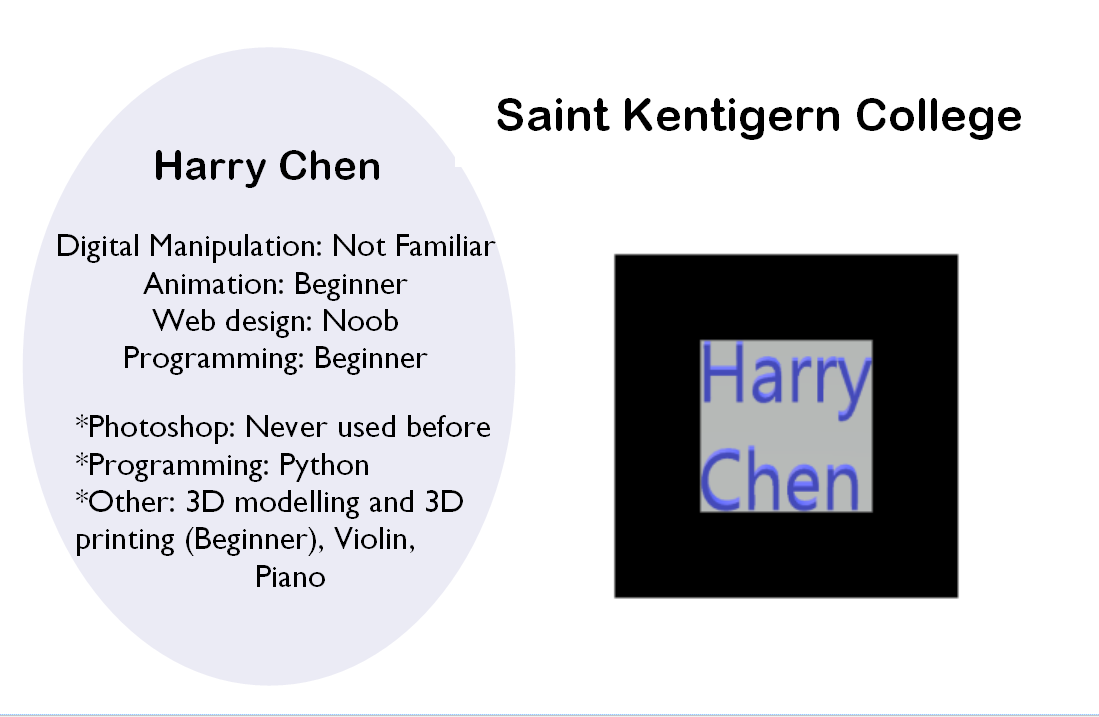 Saint Kentigern College
Harry Chen
Digital Manipulation: Not Familiar
Animation: Beginner
Web design: Noob
Programming: Beginner
*Photoshop: Never used before
*Programming: Python
*Other: 3D modelling and 3D
printing (Beginner), Violin,
Piano
Harry
Chen